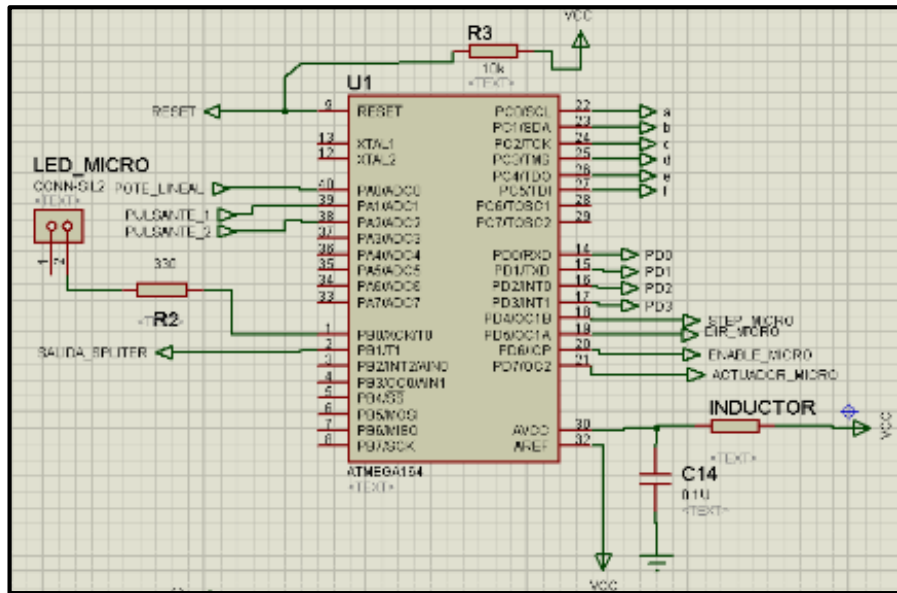 VCC
R3
10k
<TEXT>
U1
RESET
9 RESET
13 XTAL1
12 XTAL2
LED_MICRO
CONN-SIL2
<TEXT>
POTE_LINEAL
PULSANTE_1
PULSANTE_2
40 PA0/ADC0
39 PA1/ADC1
38 PA2/ADC2
37 PA3/ADC3
36 PA4/ADC4
35 PA5/ADC5
34 PA6/ADC6
33 PA7/ADC7
1
2
330
R2
SALIDA_SPLITER
1 PB0/XCK/T0
2 PB1/T1
3 PB2/INT2/AIN0
4 PB3/OC0/AIN1
5 PB4/SS
6 PB5/MOSI
7 PB6/MISO
8 PB7/SCK
PC0/SCL 22 a
PC1/SDA 23 b
PC2/TCK 24 c
PC3/TMS 25 d
PC4/TDO 26 e
PC5/TDI 27 f
PC6/TOSC1 28
PC7/TOSC2 29
PD0/RXD 14 PD0
PD1/TXD 15 PD1
PD2/INT0 16 PD2
PD3/INT1 17 PD3
PD4/OC1B 18 STEP_MICRO
PD5/OC1A 19 DIR_MICRO
PD6/ICP 20 ENABLE_MICRO
PD7/OC2 21 ACTUADOR_MICRO
AVCC 30
AREF 32
ATMEGA164
<TEXT>
INDUCTOR
<TEXT>
VCC
C14
0.1U
<TEXT>
VCC